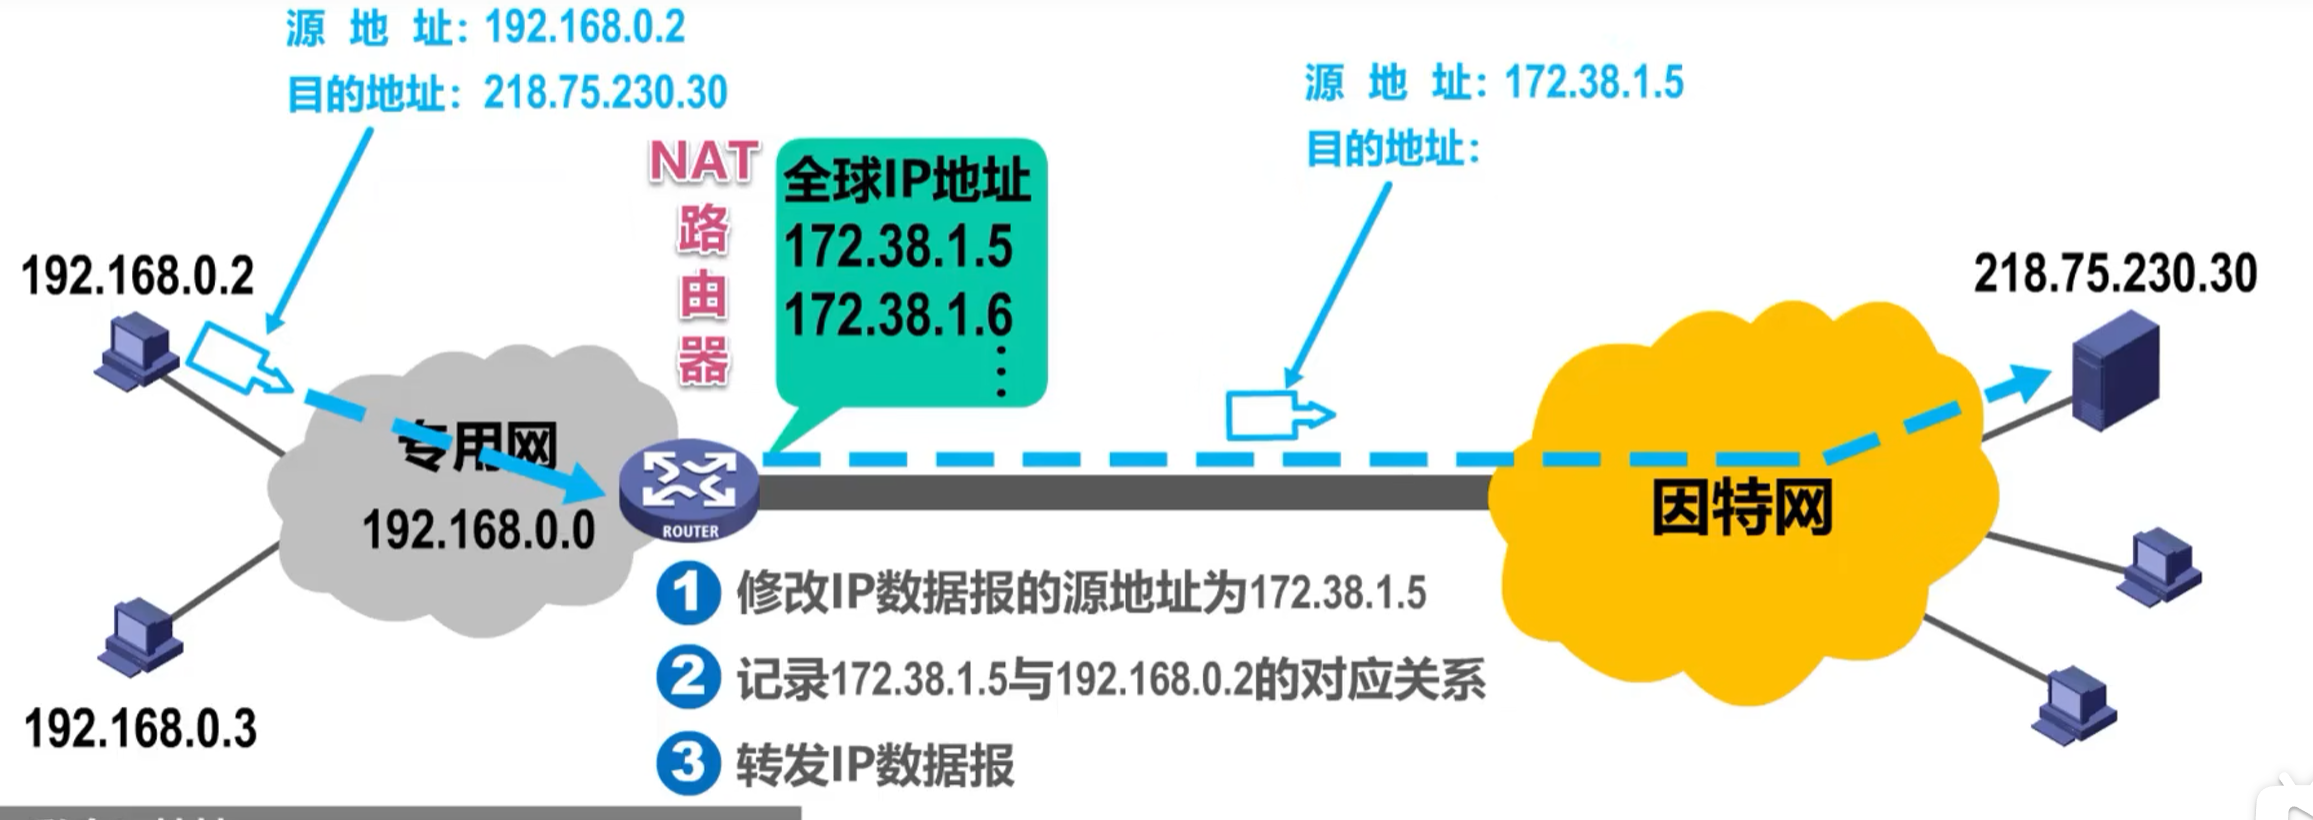 源 地 址：192.168.0.2
目的地址：218.75.230.30
源 地 址：172.38.1.5
目的地址：
NAT
路
由
器
全球IP地址
172.38.1.5
172.38.1.6
⋮
192.168.0.2
218.75.230.30
专用网
192.168.0.0
ROUTER
因特网
192.168.0.3
1 修改IP数据报的源地址为172.38.1.5
2 记录172.38.1.5与192.168.0.2的对应关系
3 转发IP数据报